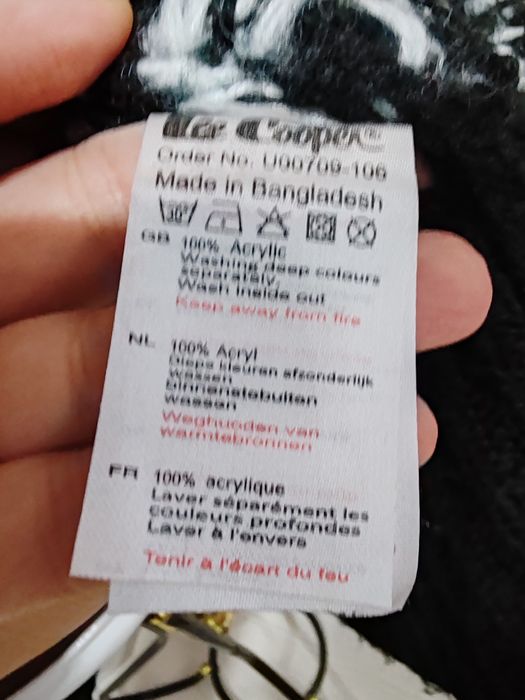 Lee Cooper
Order No. U00709-106
Made in Bangladesh
30°
GB
100% Acrylic
Washing deep colours
separately,
Wash inside out
Keep away from fire
NL
100% Acryl
Diepe kleuren afzonderlijk
wassen
Binnenstebuiten
wassen
Weghuoden van
warmtebronnen
FR
100% acrylique
Laver séparément les
couleurs profondes
Laver à l'envers
Tenir à l'écart du feu